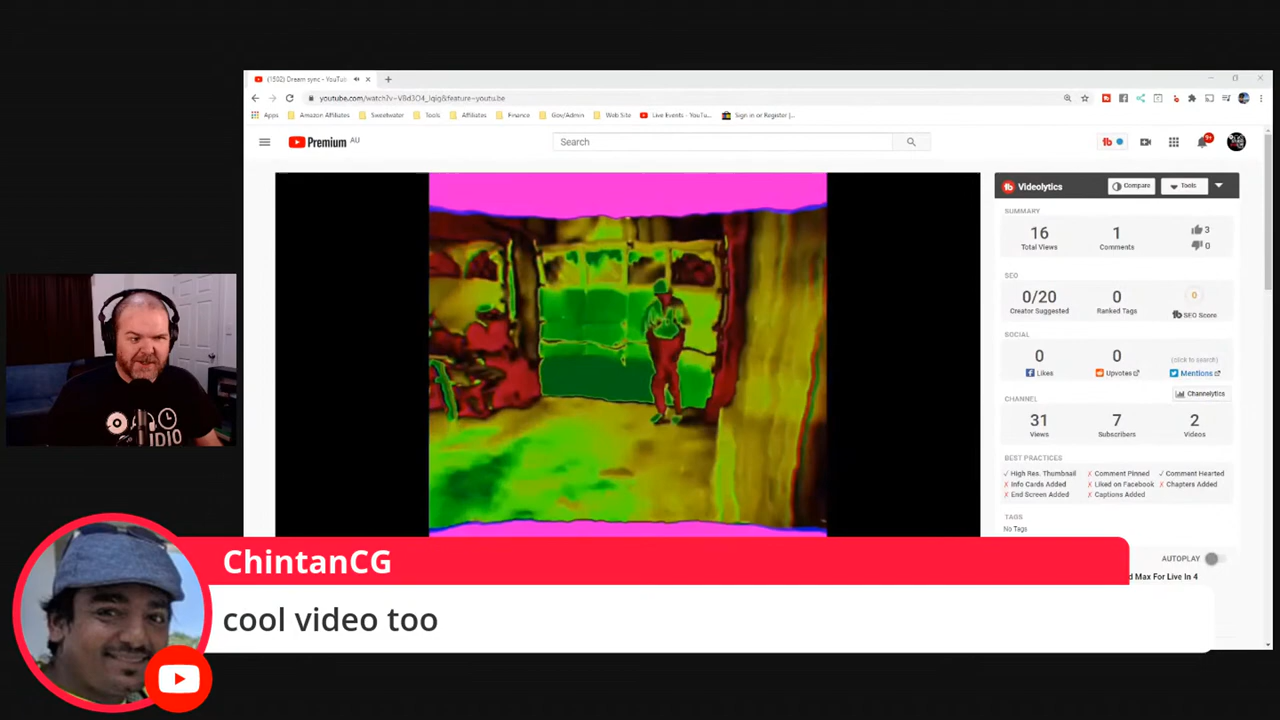 (1502) Dream sync - YouTub
youtube.com/watch?v=VBd3O4_Iqig&feature=youtu.be
Apps Amazon Affiliates Sweetwater Tools Affiliates Finance Gov/Admin Web Site Live Events - YouTu... Sign in or Register |...
Premium AU
Search
9+
Videolytics Compare Tools
SUMMARY
16 1 3
Total Views Comments 0
SEO
0/20 0 0
Creator Suggested Ranked Tags SEO Score
SOCIAL
0 0 (click to search)
Likes Upvotes Mentions
CHANNEL Channelytics
31 7 2
Views Subscribers Videos
BEST PRACTICES
✓ High Res. Thumbnail ✗ Comment Pinned ✓ Comment Hearted
✗ Info Cards Added ✗ Liked on Facebook ✗ Chapters Added
✗ End Screen Added ✗ Captions Added
TAGS
No Tags
AUTOPLAY
d Max For Live In 4
UDIO
ChintanCG
cool video too